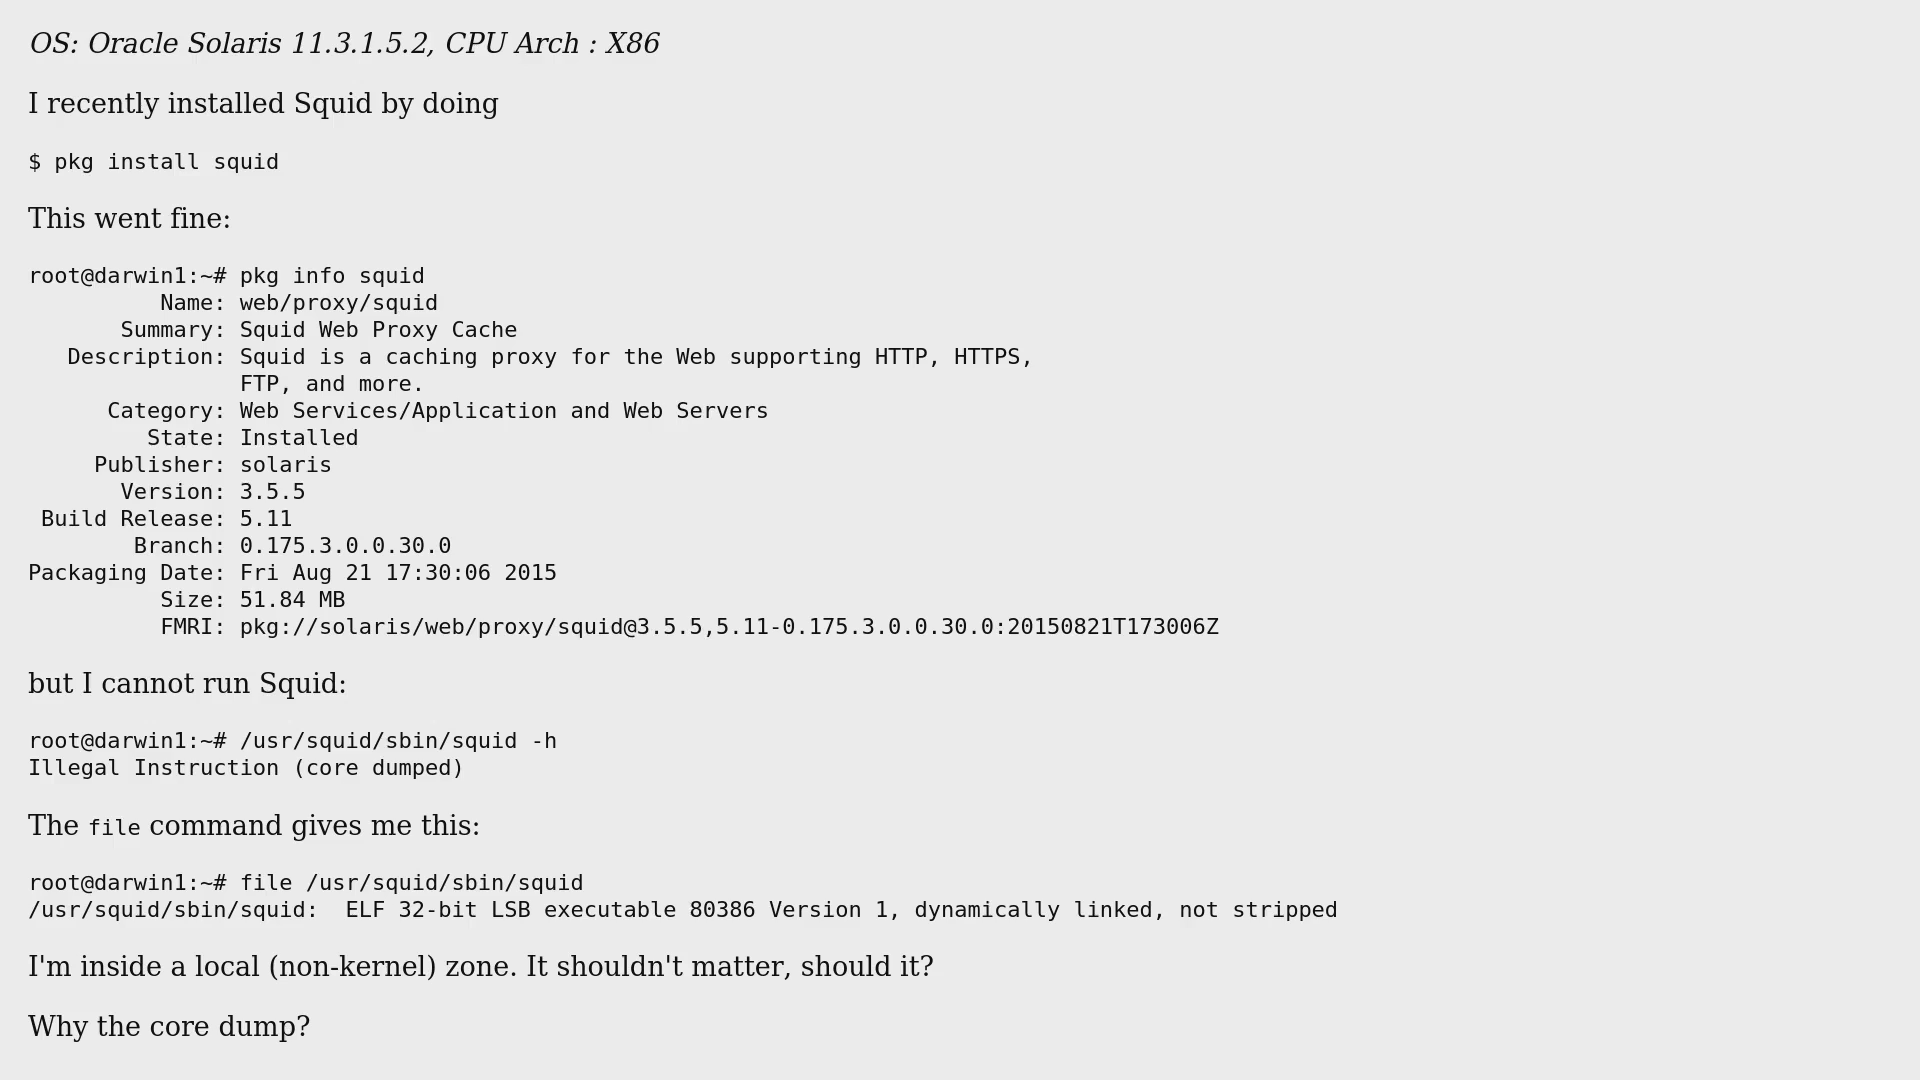 OS: Oracle Solaris 11.3.1.5.2, CPU Arch : X86
I recently installed Squid by doing
$ pkg install squid
This went fine:
root@darwin1:~# pkg info squid
          Name: web/proxy/squid
       Summary: Squid Web Proxy Cache
   Description: Squid is a caching proxy for the Web supporting HTTP, HTTPS,
                FTP, and more.
      Category: Web Services/Application and Web Servers
         State: Installed
     Publisher: solaris
       Version: 3.5.5
 Build Release: 5.11
        Branch: 0.175.3.0.0.30.0
Packaging Date: Fri Aug 21 17:30:06 2015
          Size: 51.84 MB
          FMRI: pkg://solaris/web/proxy/squid@3.5.5,5.11-0.175.3.0.0.30.0:20150821T173006Z
but I cannot run Squid:
root@darwin1:~# /usr/squid/sbin/squid -h
Illegal Instruction (core dumped)
The file command gives me this:
root@darwin1:~# file /usr/squid/sbin/squid
/usr/squid/sbin/squid:  ELF 32-bit LSB executable 80386 Version 1, dynamically linked, not stripped
I'm inside a local (non-kernel) zone. It shouldn't matter, should it?
Why the core dump?